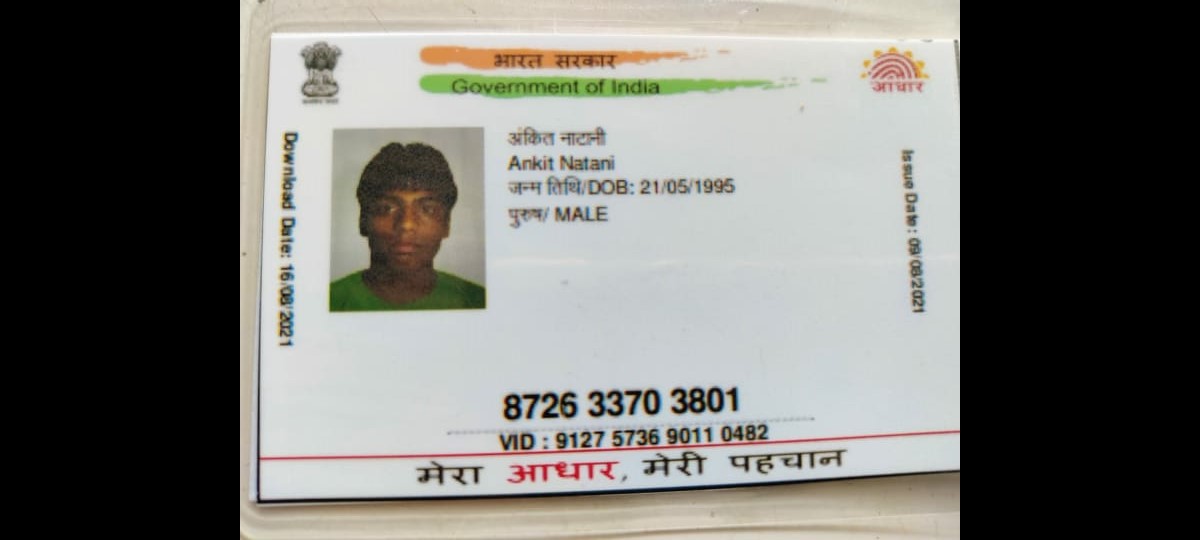 भारत सरकार
Government of India
आधार
अंकित नाटानी
Ankit Natani
जन्म तिथि/DOB: 21/05/1995
पुरुष/ MALE
Download Date: 16/08/2021
Issue Date: 09/08/2021
8726 3370 3801
VID : 9127 5736 9011 0482
मेरा आधार, मेरी पहचान